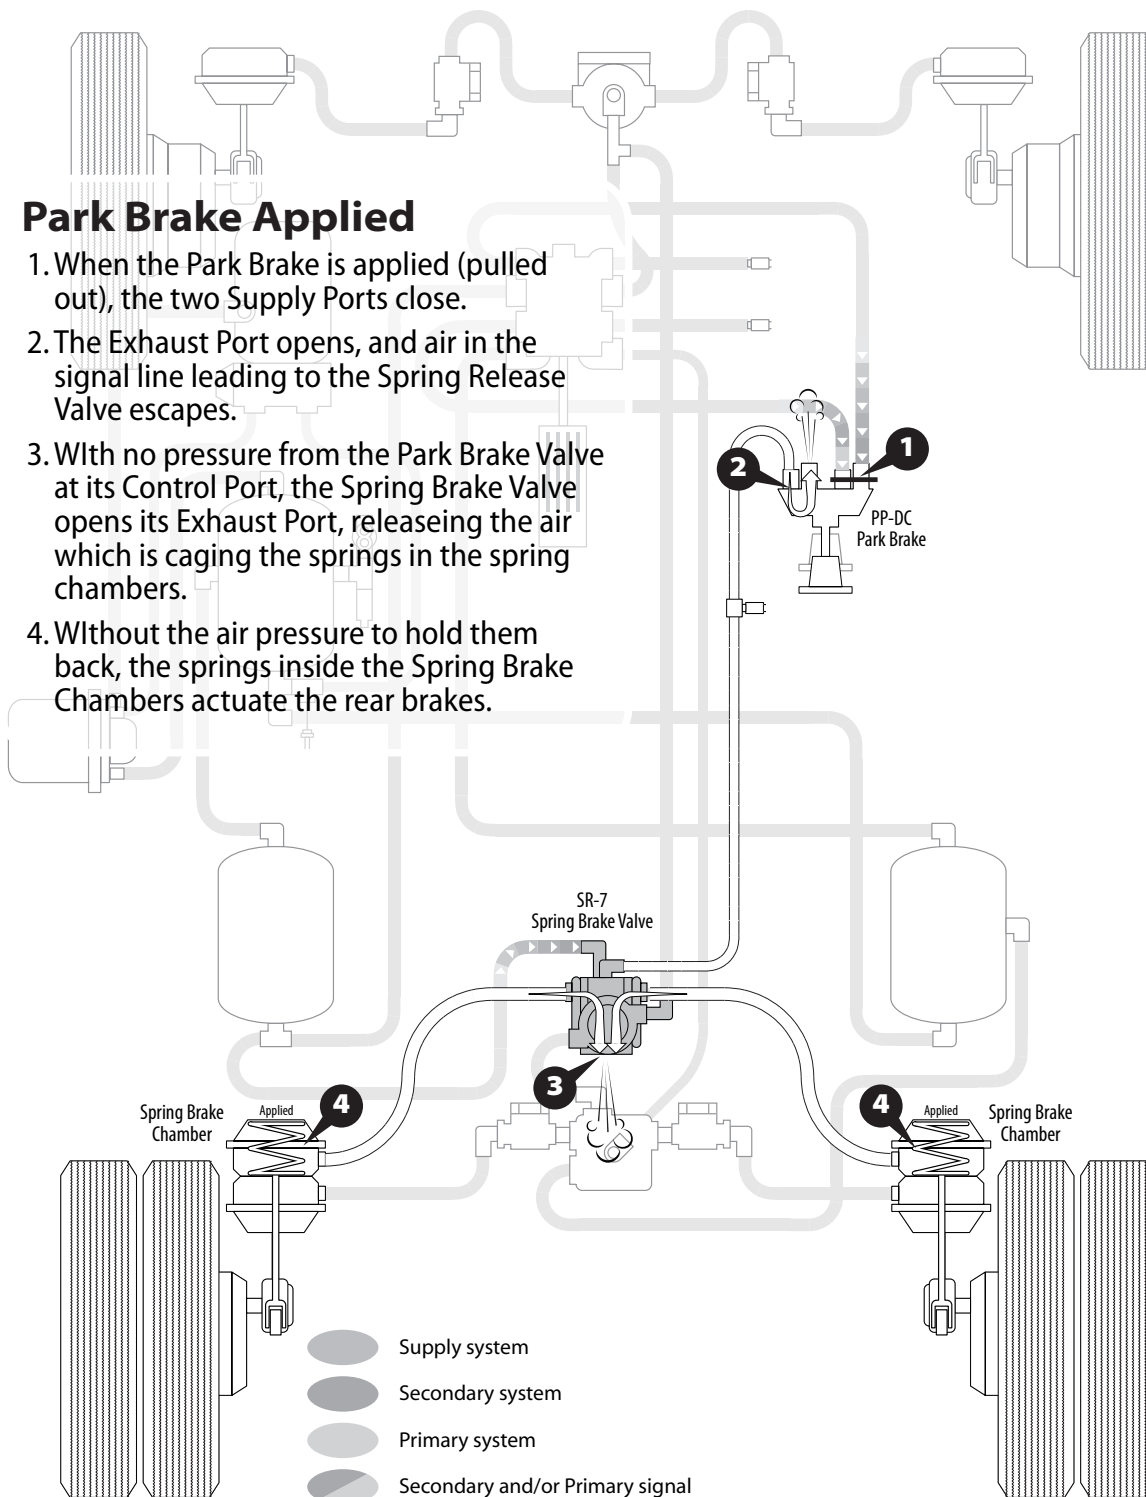 Park Brake Applied
1. When the Park Brake is applied (pulled
out), the two Supply Ports close.
2. The Exhaust Port opens, and air in the
signal line leading to the Spring Release
Valve escapes.
3. WIth no pressure from the Park Brake Valve
at its Control Port, the Spring Brake Valve
opens its Exhaust Port, releaseing the air
which is caging the springs in the spring
chambers.
4. WIthout the air pressure to hold them
back, the springs inside the Spring Brake
Chambers actuate the rear brakes.
1
2
PP-DC
Park Brake
SR-7
Spring Brake Valve
3
Spring Brake
Chamber
Applied
4
4
Applied
Spring Brake
Chamber
Supply system
Secondary system
Primary system
Secondary and/or Primary signal